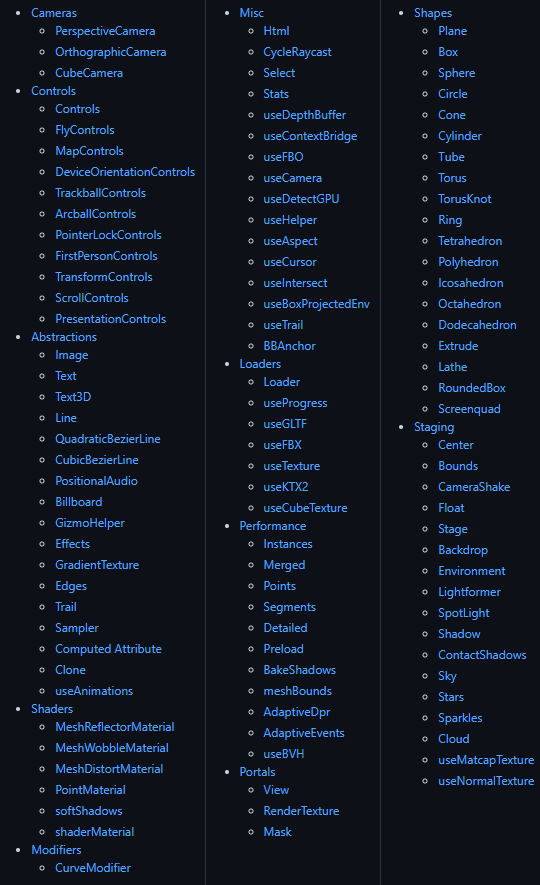 Cameras
PerspectiveCamera
OrthographicCamera
CubeCamera
Controls
Controls
FlyControls
MapControls
DeviceOrientationControls
TrackballControls
ArcballControls
PointerLockControls
FirstPersonControls
TransformControls
ScrollControls
PresentationControls
Abstractions
Image
Text
Text3D
Line
QuadraticBezierLine
CubicBezierLine
PositionalAudio
Billboard
GizmoHelper
Effects
GradientTexture
Edges
Trail
Sampler
Computed Attribute
Clone
useAnimations
Shaders
MeshReflectorMaterial
MeshWobbleMaterial
MeshDistortMaterial
PointMaterial
softShadows
shaderMaterial
Modifiers
CurveModifier
Misc
Html
CycleRaycast
Select
Stats
useDepthBuffer
useContextBridge
useFBO
useCamera
useDetectGPU
useHelper
useAspect
useCursor
useIntersect
useBoxProjectedEnv
useTrail
BBAnchor
Loaders
Loader
useProgress
useGLTF
useFBX
useTexture
useKTX2
useCubeTexture
Performance
Instances
Merged
Points
Segments
Detailed
Preload
BakeShadows
meshBounds
AdaptiveDpr
AdaptiveEvents
useBVH
Portals
View
RenderTexture
Mask
Shapes
Plane
Box
Sphere
Circle
Cone
Cylinder
Tube
Torus
TorusKnot
Ring
Tetrahedron
Polyhedron
Icosahedron
Octahedron
Dodecahedron
Extrude
Lathe
RoundedBox
Screenquad
Staging
Center
Bounds
CameraShake
Float
Stage
Backdrop
Environment
Lightformer
SpotLight
Shadow
ContactShadows
Sky
Stars
Sparkles
Cloud
useMatcapTexture
useNormalTexture